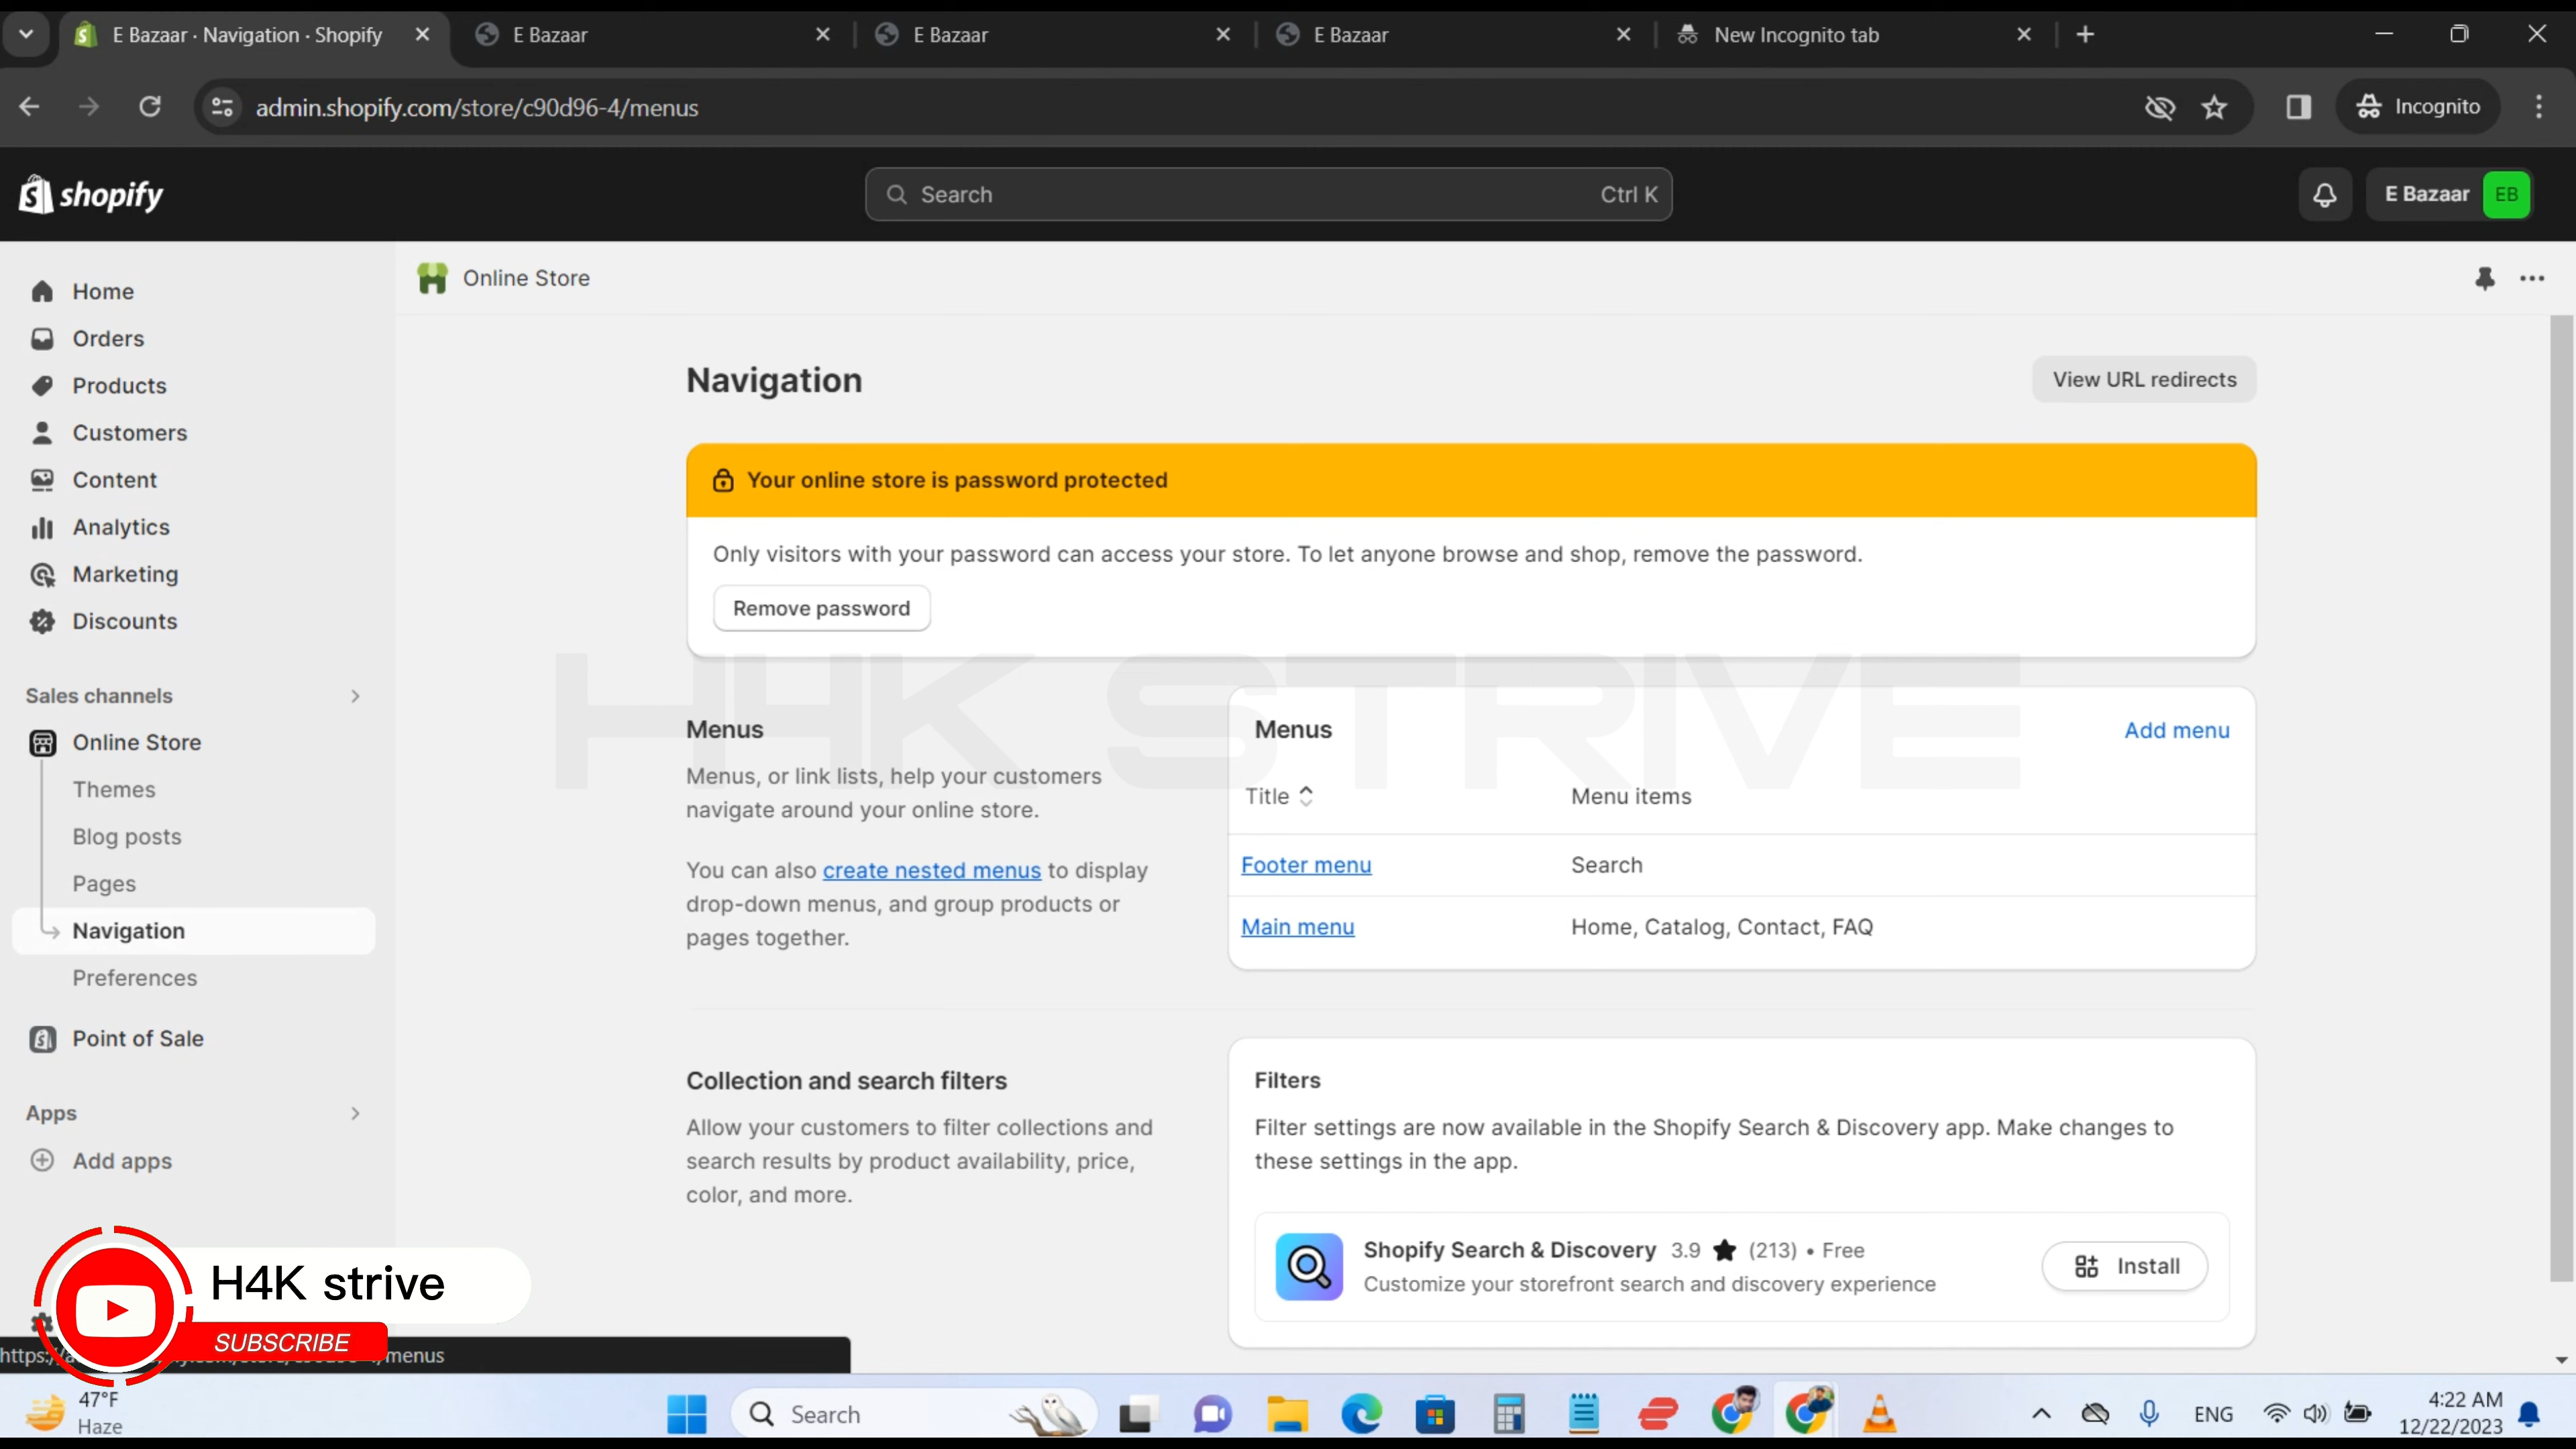 E Bazaar · Navigation · Shopify
E Bazaar
E Bazaar
E Bazaar
New Incognito tab
admin.shopify.com/store/c90d96-4/menus
Incognito
shopify
Search
Ctrl K
E Bazaar
EB
Home
Orders
Products
Customers
Content
Analytics
Marketing
Discounts
Sales channels
Online Store
Themes
Blog posts
Pages
Navigation
Preferences
Point of Sale
Apps
Add apps
Online Store
Navigation
View URL redirects
Your online store is password protected
Only visitors with your password can access your store. To let anyone browse and shop, remove the password.
Remove password
H4K STRIVE
Menus
Menus, or link lists, help your customers
navigate around your online store.
You can also create nested menus to display
drop-down menus, and group products or
pages together.
Menus
Add menu
Title
Menu items
Footer menu
Search
Main menu
Home, Catalog, Contact, FAQ
Collection and search filters
Allow your customers to filter collections and
search results by product availability, price,
color, and more.
Filters
Filter settings are now available in the Shopify Search & Discovery app. Make changes to
these settings in the app.
Shopify Search & Discovery 3.9 (213) • Free
Customize your storefront search and discovery experience
Install
H4K strive
SUBSCRIBE
https:/
menus
47°F
Haze
Search
ENG
4:22 AM
12/22/2023